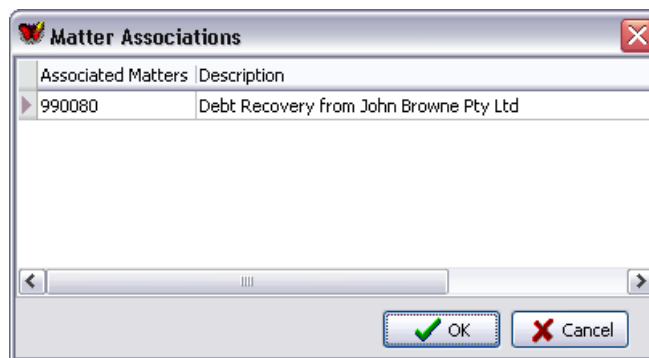 Matter Associations
Associated Matters Description
990080 Debt Recovery from John Browne Pty Ltd
OK Cancel